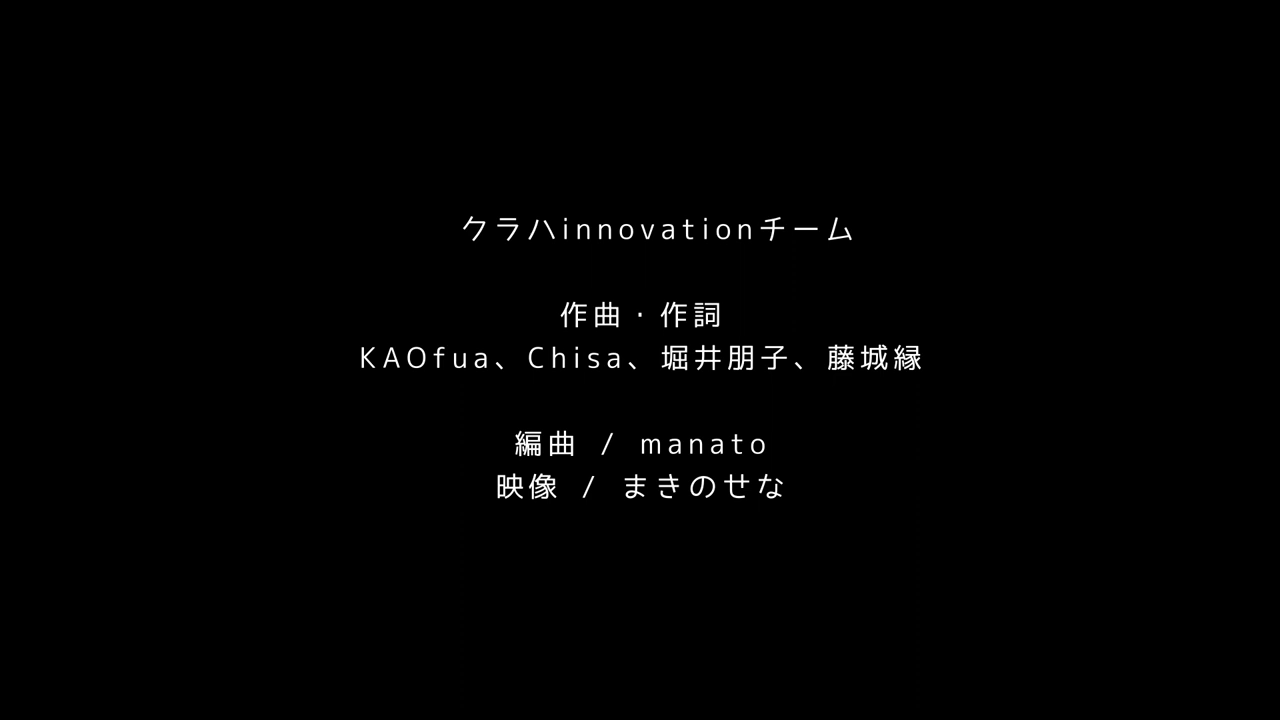 クラハinnovationチーム
作曲・作詞
KAOfua、Chisa、堀井朋子、藤城縁
編曲 / manato
映像 / まきのせな